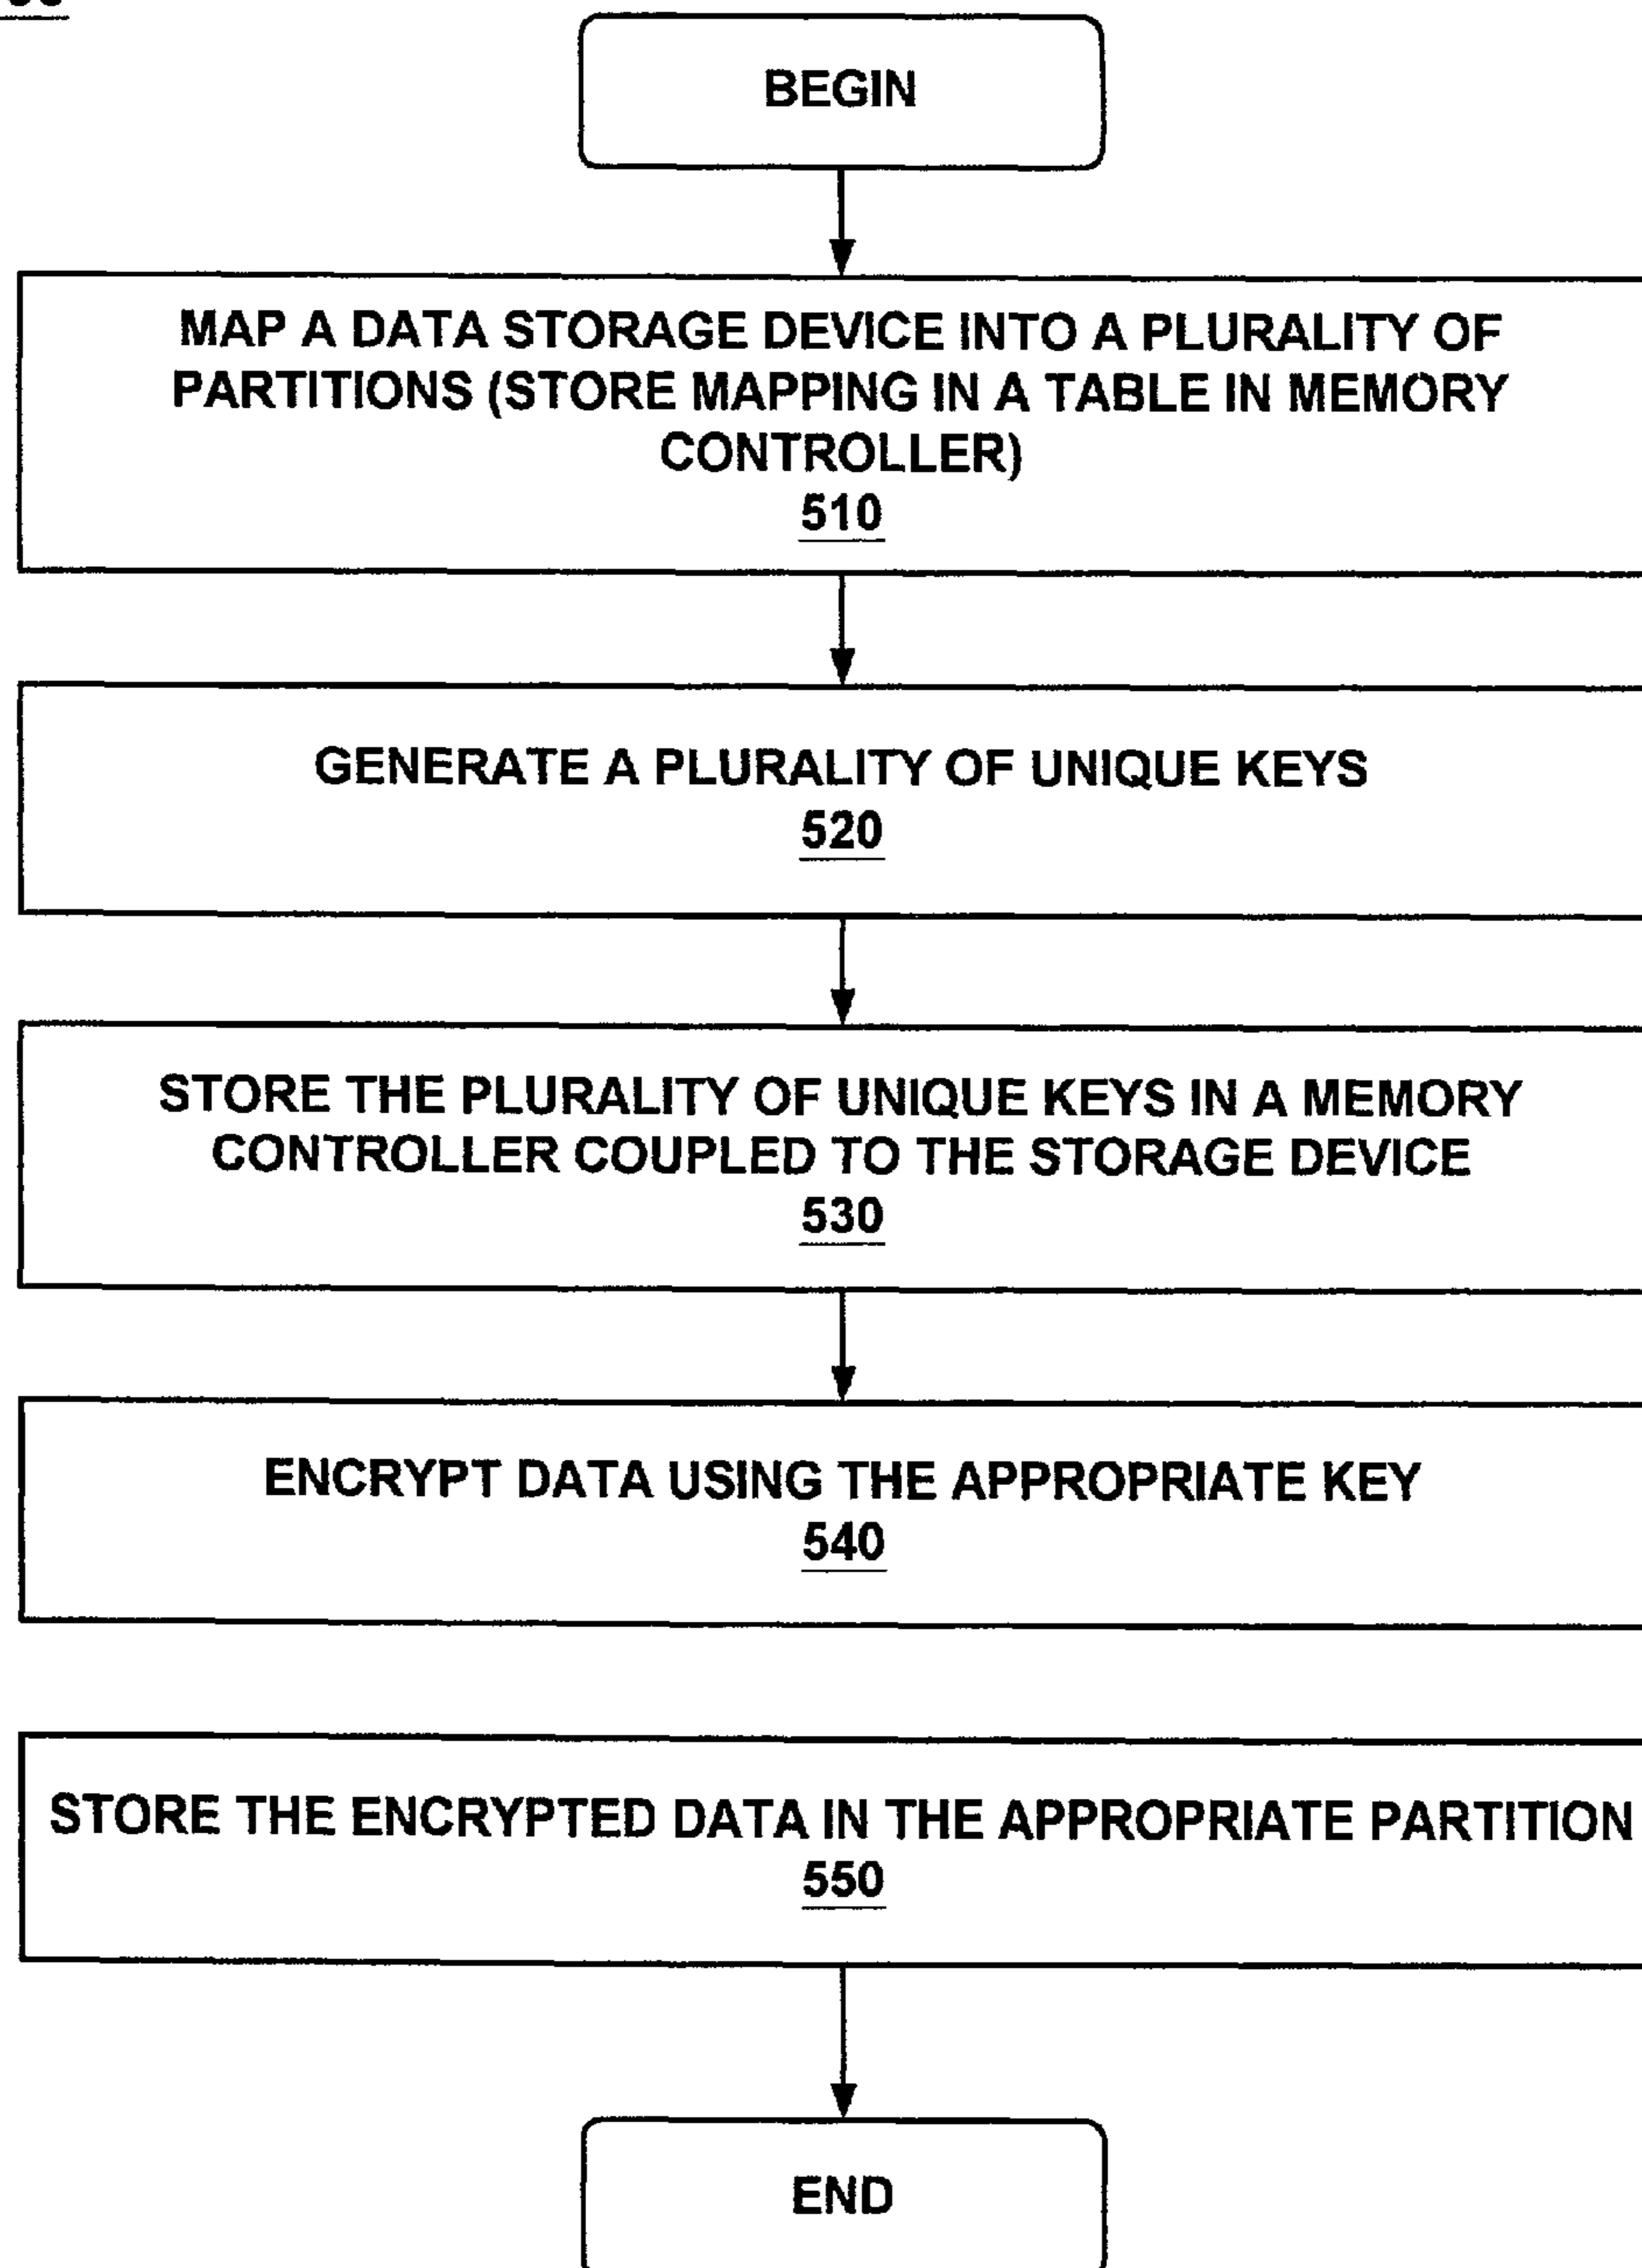 BEGIN
MAP A DATA STORAGE DEVICE INTO A PLURALITY OF
PARTITIONS (STORE MAPPING IN A TABLE IN MEMORY
CONTROLLER)
510
GENERATE A PLURALITY OF UNIQUE KEYS
520
STORE THE PLURALITY OF UNIQUE KEYS IN A MEMORY
CONTROLLER COUPLED TO THE STORAGE DEVICE
530
ENCRYPT DATA USING THE APPROPRIATE KEY
540
STORE THE ENCRYPTED DATA IN THE APPROPRIATE PARTITION
550
END